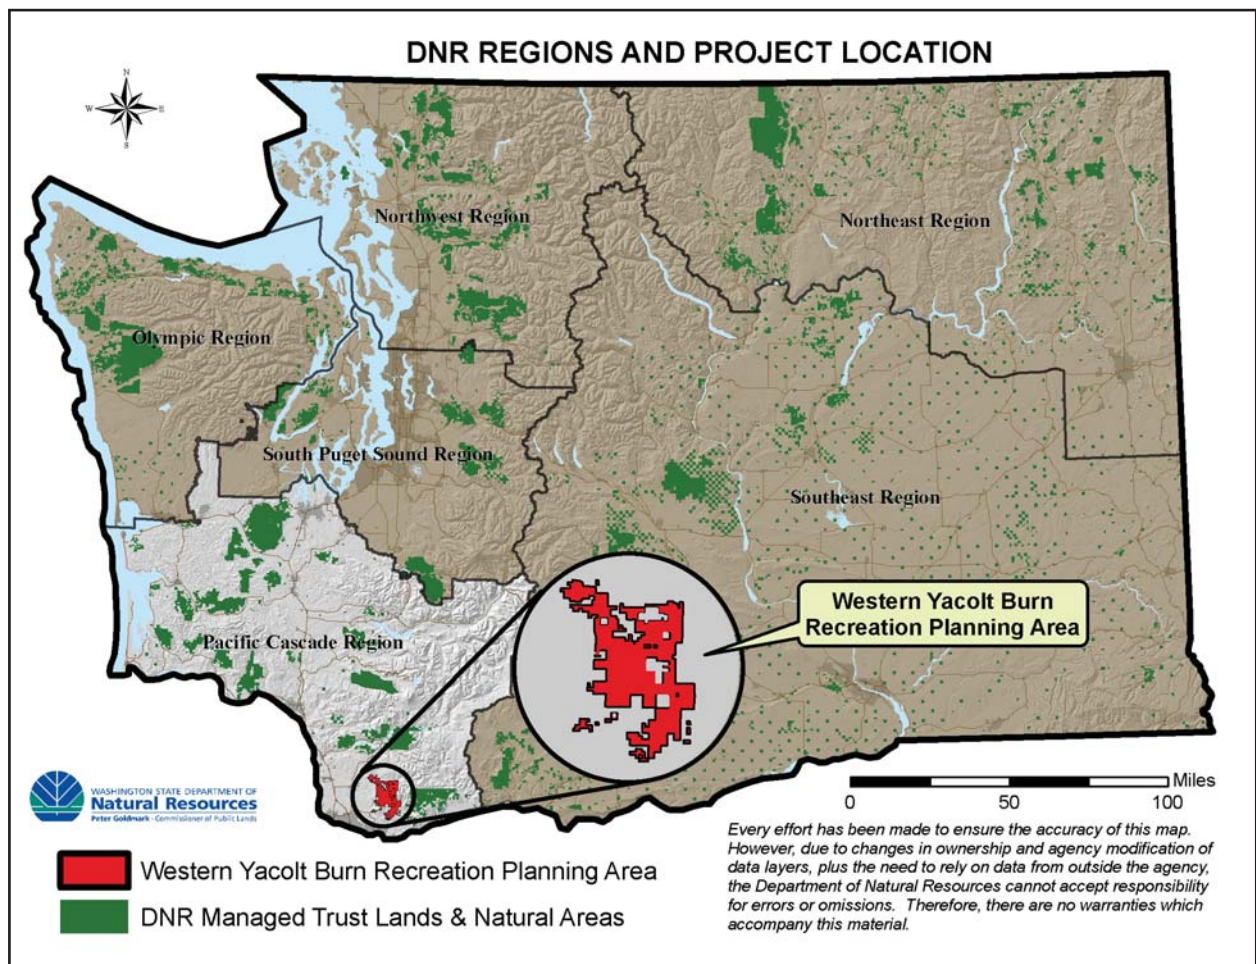 DNR REGIONS AND PROJECT LOCATION
N
W
E
S
Northwest Region
Northeast Region
Olympic Region
South Puget Sound Region
Southeast Region
Pacific Cascade Region
Western Yacolt Burn
Recreation Planning Area
WASHINGTON STATE DEPARTMENT OF
Natural Resources
Peter Goldmark - Commissioner of Public Lands
Miles
0 50 100
Western Yacolt Burn Recreation Planning Area
DNR Managed Trust Lands & Natural Areas
Every effort has been made to ensure the accuracy of this map.
However, due to changes in ownership and agency modification of
data layers, plus the need to rely on data from outside the agency,
the Department of Natural Resources cannot accept responsibility
for errors or omissions.  Therefore, there are no warranties which
accompany this material.